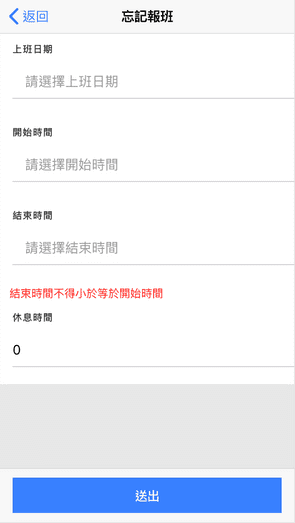 返回
忘記報班
上班日期
請選擇上班日期
開始時間
請選擇開始時間
結束時間
請選擇結束時間
結束時間不得小於等於開始時間
休息時間
0
送出